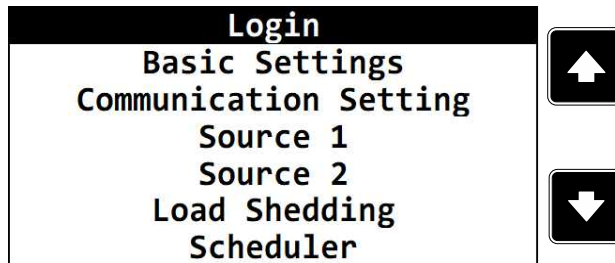 Login
Basic Settings
Communication Setting
Source 1
Source 2
Load Shedding
Scheduler